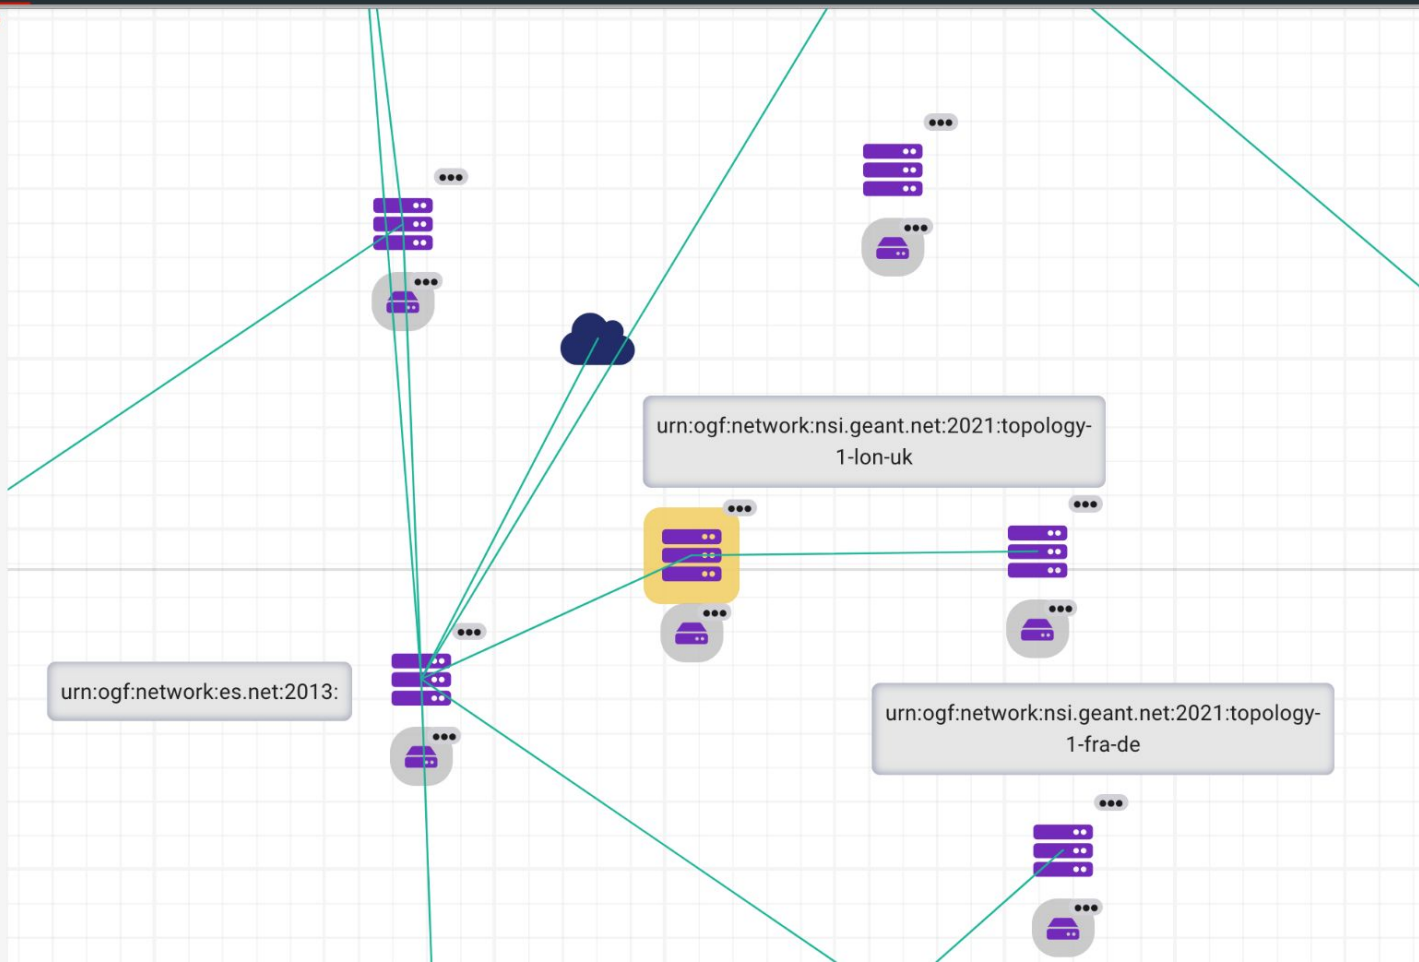 urn:ogf:network:nsi.geant.net:2021:topology-
1-lon-uk
urn:ogf:network:es.net:2013:
urn:ogf:network:nsi.geant.net:2021:topology-
1-fra-de